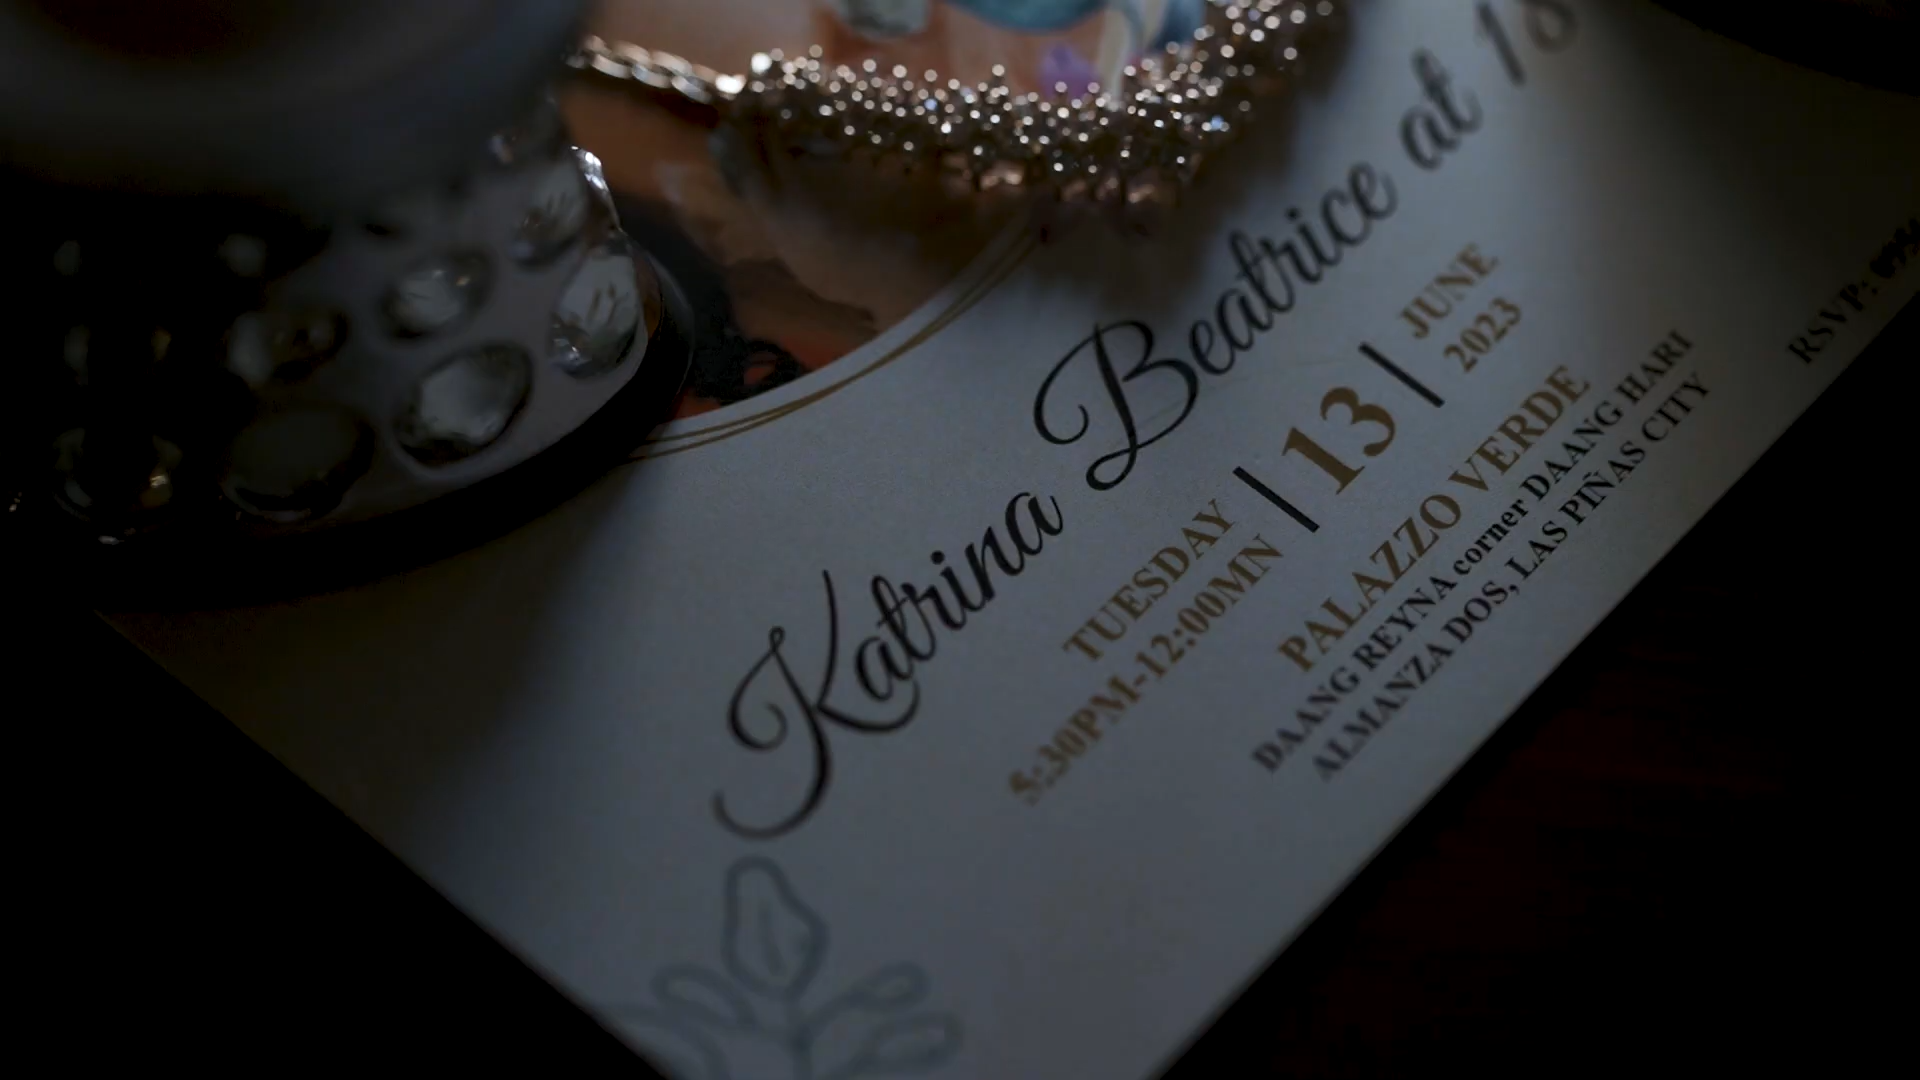 Katrina Beatrice at 18
TUESDAY
5:30PM-12:00MN
| 13 |
JUNE
2023
PALAZZO VERDE
DAANG REYNA corner DAANG HARI
ALMANZA DOS, LAS PIÑAS CITY
RSVP: